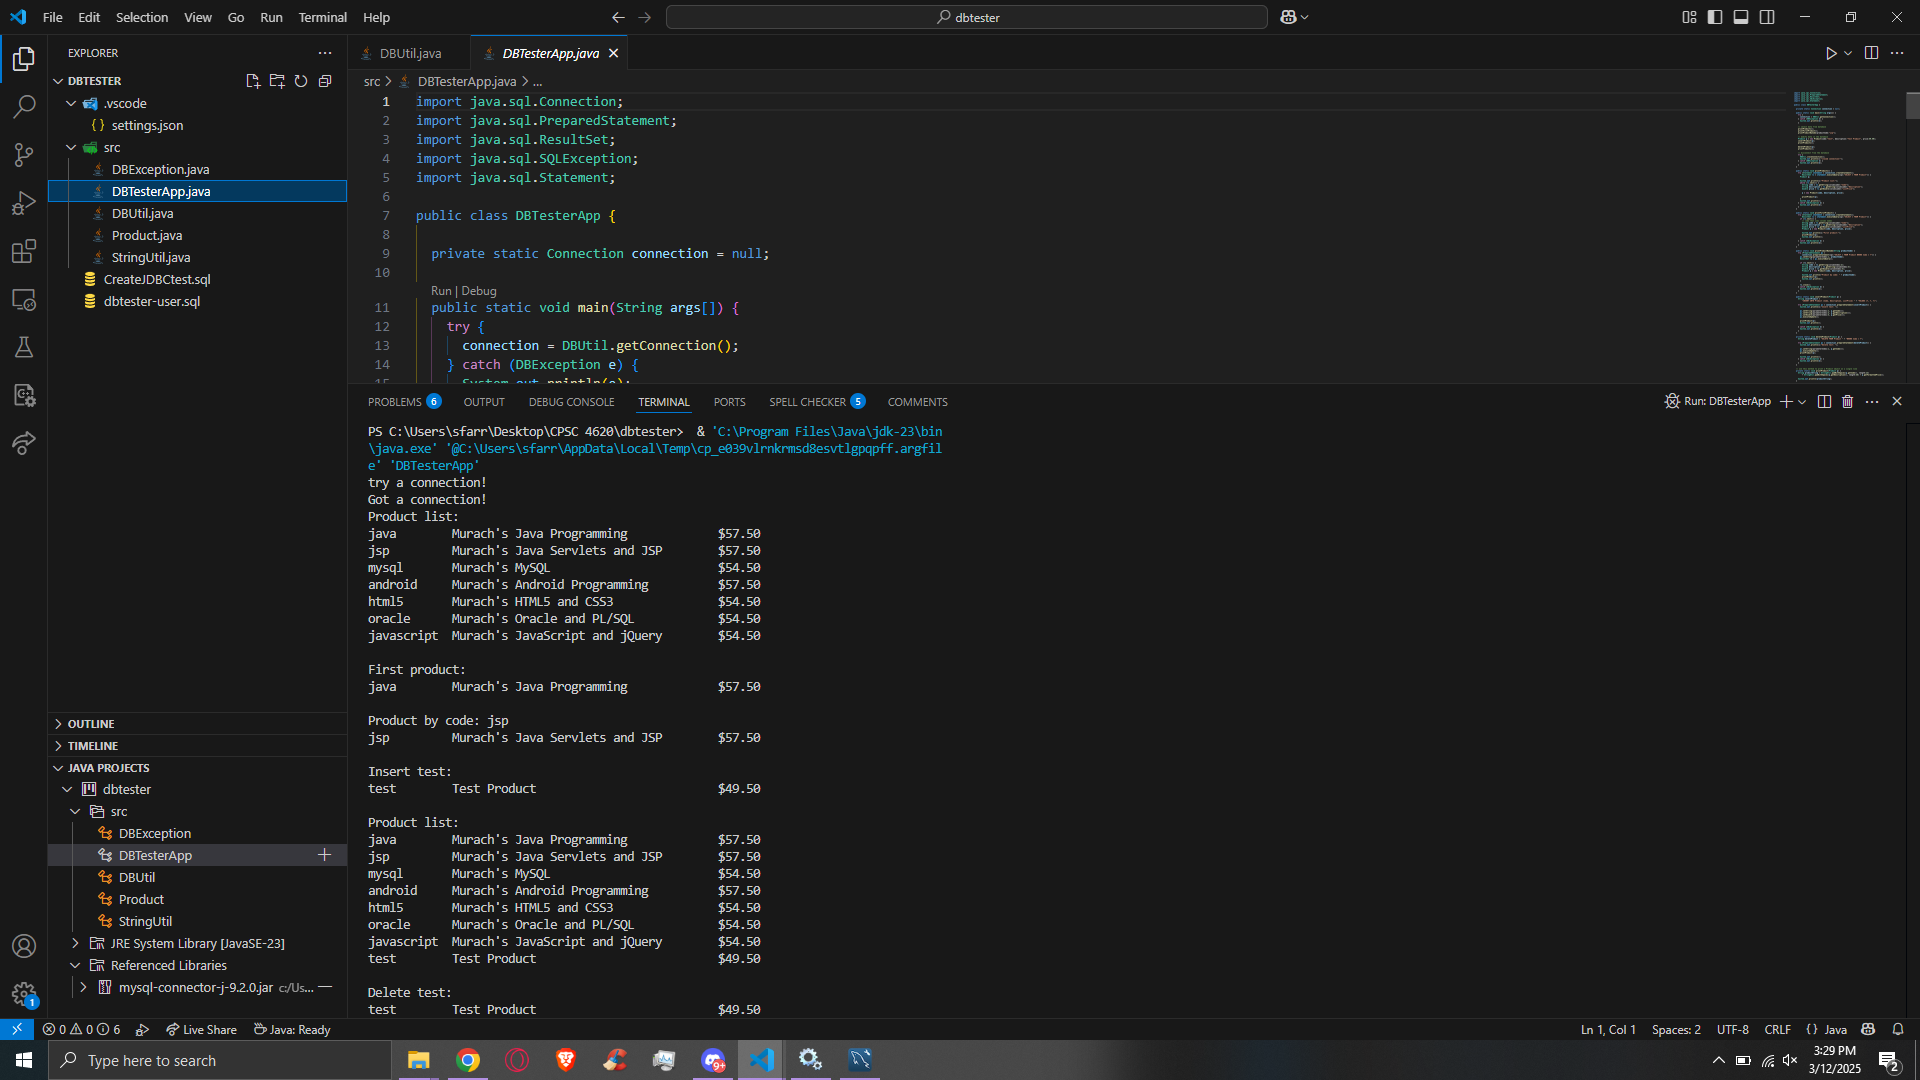 File Edit Selection View Go Run Terminal Help
dbtester
EXPLORER
DBTESTER
.vscode
{} settings.json
src
DBException.java
DBTesterApp.java
DBUtil.java
Product.java
StringUtil.java
CreateJDBCtest.sql
dbtester-user.sql
OUTLINE
TIMELINE
JAVA PROJECTS
dbtester
src
DBException
DBTesterApp
DBUtil
Product
StringUtil
JRE System Library [JavaSE-23]
Referenced Libraries
mysql-connector-j-9.2.0.jar c:/Us...
1
DBUtil.java
DBTesterApp.java
src > DBTesterApp.java > ...
1 import java.sql.Connection;
2 import java.sql.PreparedStatement;
3 import java.sql.ResultSet;
4 import java.sql.SQLException;
5 import java.sql.Statement;
6
7 public class DBTesterApp {
8
9 private static Connection connection = null;
10
Run | Debug
11 public static void main(String args[]) {
12 try {
13 connection = DBUtil.getConnection();
14 } catch (DBException e) {
15 System.out.println(e);
PROBLEMS 6 OUTPUT DEBUG CONSOLE TERMINAL PORTS SPELL CHECKER 5 COMMENTS
Run: DBTesterApp
PS C:\Users\sfarr\Desktop\CPSC 4620\dbtester> & 'C:\Program Files\Java\jdk-23\bin
\java.exe' '@C:\Users\sfarr\AppData\Local\Temp\cp_e039vlrnkrmsd8esvtlgpqpff.argfil
e' 'DBTesterApp'
try a connection!
Got a connection!
Product list:
java Murach's Java Programming $57.50
jsp Murach's Java Servlets and JSP $57.50
mysql Murach's MySQL $54.50
android Murach's Android Programming $57.50
html5 Murach's HTML5 and CSS3 $54.50
oracle Murach's Oracle and PL/SQL $54.50
javascript Murach's JavaScript and jQuery $54.50
First product:
java Murach's Java Programming $57.50
Product by code: jsp
jsp Murach's Java Servlets and JSP $57.50
Insert test:
test Test Product $49.50
Product list:
java Murach's Java Programming $57.50
jsp Murach's Java Servlets and JSP $57.50
mysql Murach's MySQL $54.50
android Murach's Android Programming $57.50
html5 Murach's HTML5 and CSS3 $54.50
oracle Murach's Oracle and PL/SQL $54.50
javascript Murach's JavaScript and jQuery $54.50
test Test Product $49.50
Delete test:
test Test Product $49.50
0 0 6 Live Share Java: Ready
Ln 1, Col 1 Spaces: 2 UTF-8 CRLF {} Java
Type here to search
9+
3:29 PM
3/12/2025
2